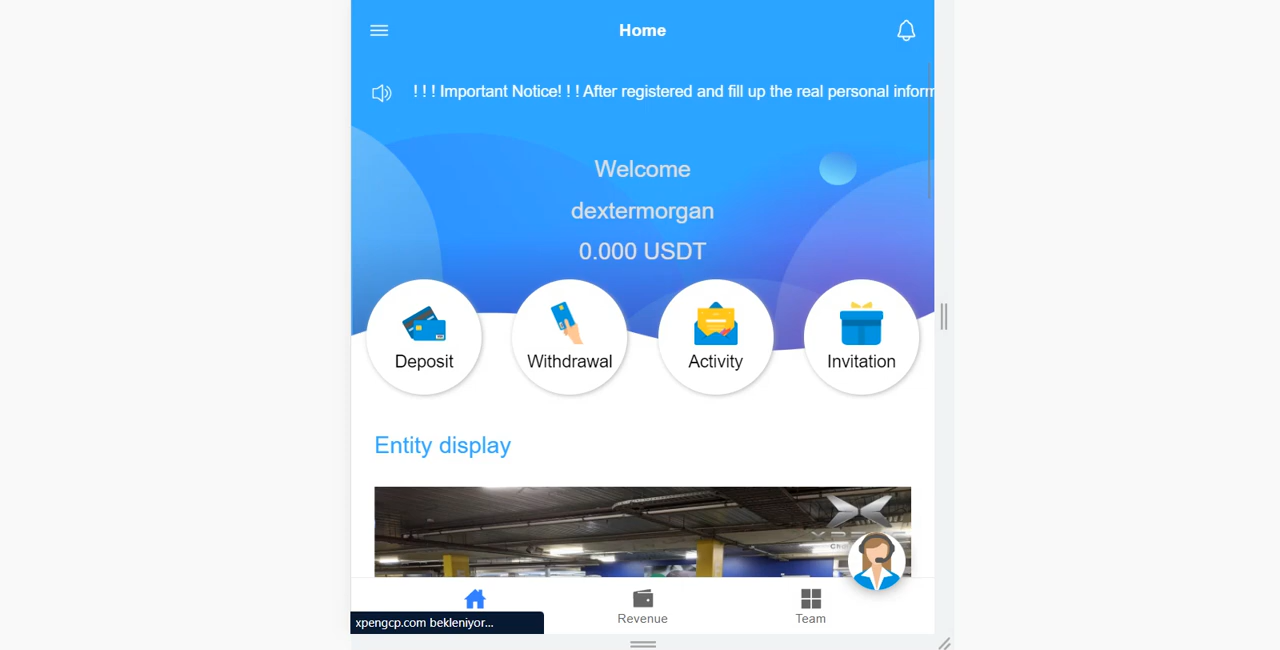 Home
! ! ! Important Notice! ! ! After registered and fill up the real personal inform
Welcome
dextermorgan
0.000 USDT
Deposit
Withdrawal
Activity
Invitation
Entity display
Revenue
Team
xpengcp.com bekleniyor...